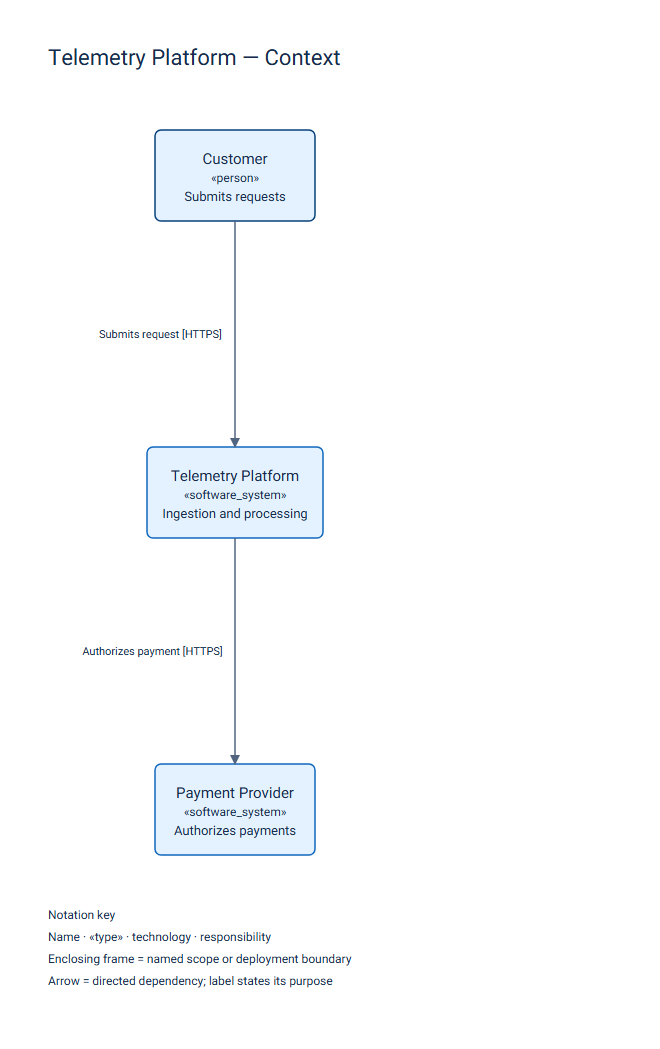 Telemetry Platform — Context
Customer
«person»
Submits requests
Submits request [HTTPS]
Telemetry Platform
«software_system»
Ingestion and processing
Authorizes payment [HTTPS]
Payment Provider
«software_system»
Authorizes payments
Notation key
Name · «type» · technology · responsibility
Enclosing frame = named scope or deployment boundary
Arrow = directed dependency; label states its purpose